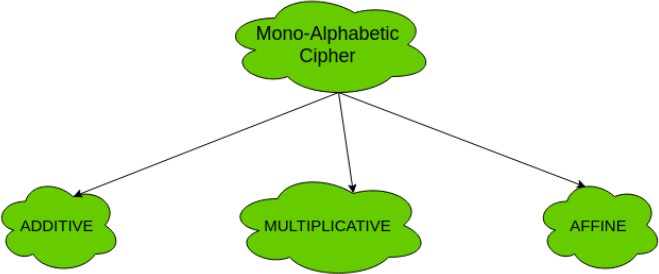 Mono-Alphabetic
Cipher
ADDITIVE
MULTIPLICATIVE
AFFINE